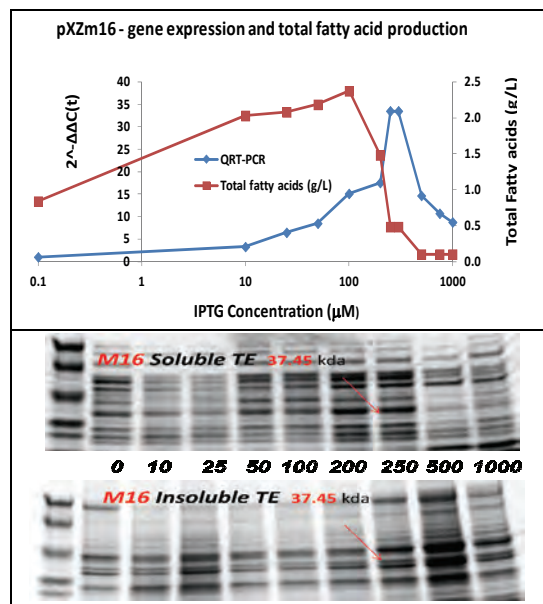 pXZm16 - gene expression and total fatty acid production
2^-ΔΔC(t)
40
35
30
25
20
15
10
5
0
QRT-PCR
Total fatty acids (g/L)
2.5
2.0
1.5
1.0
0.5
0.0
Total Fatty acids (g/L)
0.1 1 10 100 1000
IPTG Concentration (μM)
M16 Soluble TE 37.45 kda
0 10 25 50 100 200 250 500 1000
M16 Insoluble TE 37.45 kda